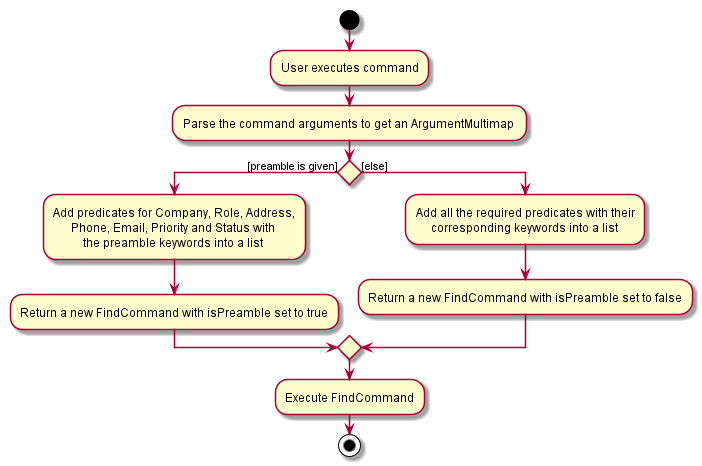 User executes command
Parse the command arguments to get an ArgumentMultimap
[preamble is given]
[else]
Add predicates for Company, Role, Address,
Phone, Email, Priority and Status with
the preamble keywords into a list
Return a new FindCommand with isPreamble set to true
Add all the required predicates with their
corresponding keywords into a list
Return a new FindCommand with isPreamble set to false
Execute FindCommand